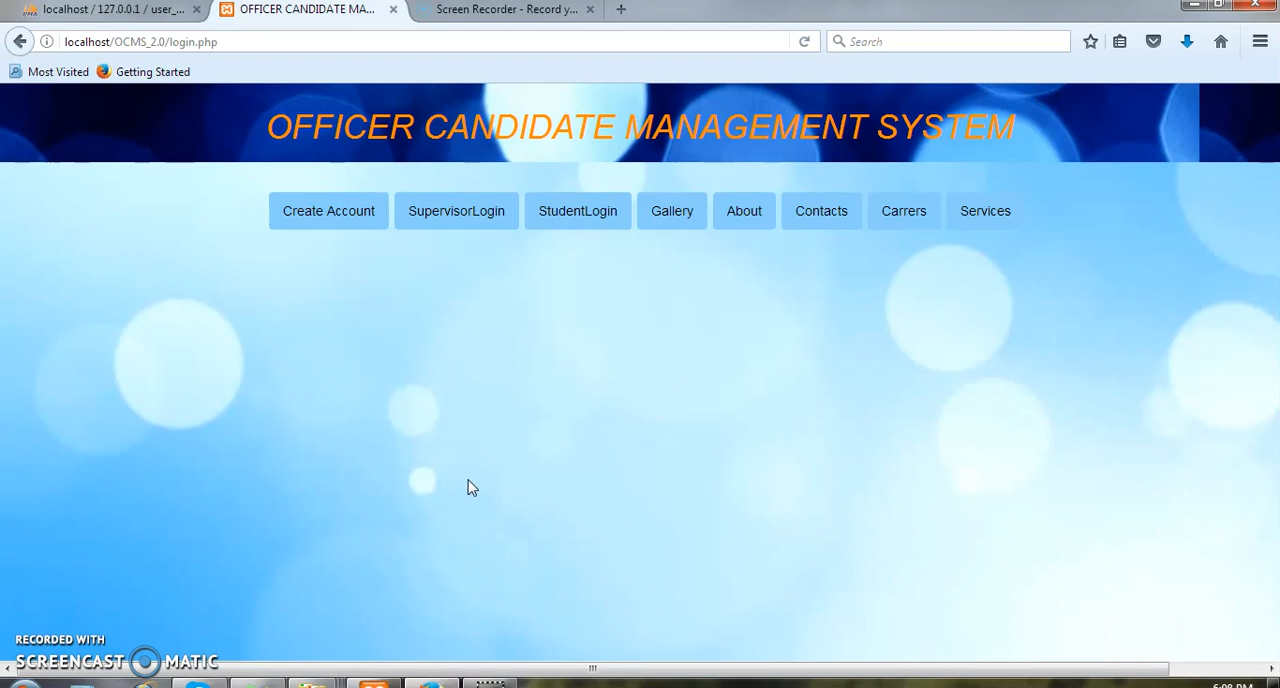 localhost / 127.0.0.1 / user_...
OFFICER CANDIDATE MA...
Screen Recorder - Record y...
localhost/OCMS_2.0/login.php
Search
Most Visited
Getting Started
OFFICER CANDIDATE MANAGEMENT SYSTEM
Create Account
SupervisorLogin
StudentLogin
Gallery
About
Contacts
Carrers
Services
RECORDED WITH
SCREENCAST MATIC